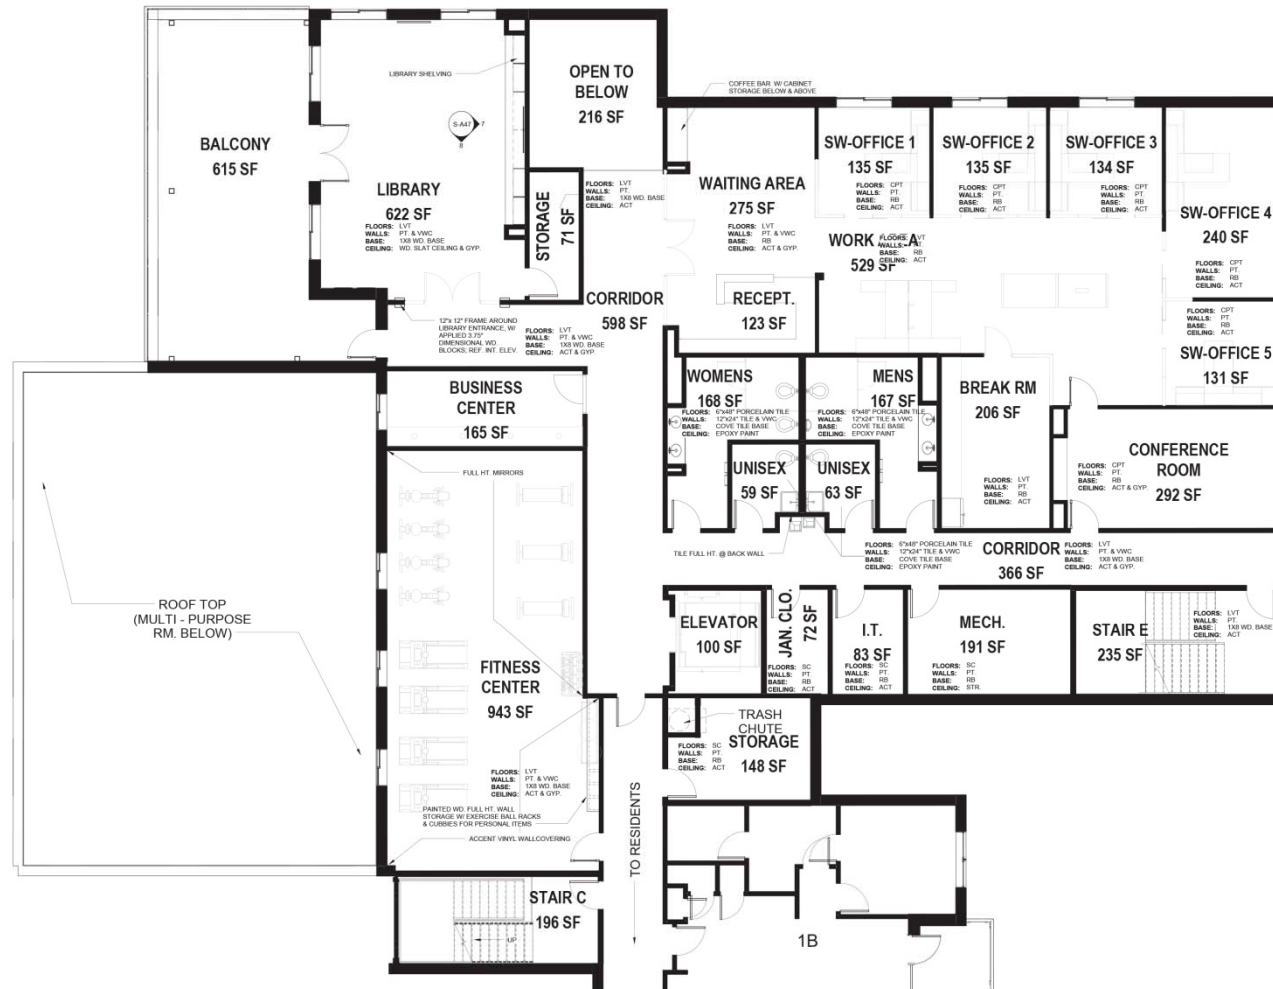 BALCONY
615 SF
LIBRARY SHELVING
S-A47
7
8
LIBRARY
622 SF
FLOORS: LVT
WALLS: PT. & VWC
BASE: 1X8 WD. BASE
CEILING: WD. SLAT CEILING & GYP.
OPEN TO
BELOW
216 SF
STORAGE
71 SF
FLOORS: LVT
WALLS: PT.
BASE: 1X8 WD. BASE
CEILING: ACT
CORRIDOR
598 SF
12"x 12" FRAME AROUND
LIBRARY ENTRANCE, W/
APPLIED 3.75"
DIMENSIONAL WD.
BLOCKS; REF. INT. ELEV.
FLOORS: LVT
WALLS: PT. & VWC
BASE: 1X8 WD. BASE
CEILING: ACT & GYP.
COFFEE BAR W/ CABINET
STORAGE BELOW & ABOVE
WAITING AREA
275 SF
FLOORS: LVT
WALLS: PT. & VWC
BASE: RB
CEILING: ACT & GYP.
RECEPT.
123 SF
SW-OFFICE 1
135 SF
FLOORS: CPT
WALLS: PT.
BASE: RB
CEILING: ACT
SW-OFFICE 2
135 SF
FLOORS: CPT
WALLS: PT.
BASE: RB
CEILING: ACT
SW-OFFICE 3
134 SF
FLOORS: CPT
WALLS: PT.
BASE: RB
CEILING: ACT
SW-OFFICE 4
240 SF
FLOORS: CPT
WALLS: PT.
BASE: RB
CEILING: ACT
WORK
529 SF
FLOORS: LVT
WALLS: PT.
BASE: RB
CEILING: ACT
FLOORS: CPT
WALLS: PT.
BASE: RB
CEILING: ACT
SW-OFFICE 5
131 SF
BUSINESS
CENTER
165 SF
WOMENS
168 SF
FLOORS: 6"x48" PORCELAIN TILE
WALLS: 12"x24" TILE & VWC
BASE: COVE TILE BASE
CEILING: EPOXY PAINT
MENS
167 SF
FLOORS: 6"x48" PORCELAIN TILE
WALLS: 12"x24" TILE & VWC
BASE: COVE TILE BASE
CEILING: EPOXY PAINT
BREAK RM
206 SF
FLOORS: LVT
WALLS: PT.
BASE: RB
CEILING: ACT
CONFERENCE
ROOM
292 SF
FLOORS: CPT
WALLS: PT.
BASE: RB
CEILING: ACT & GYP.
UNISEX
59 SF
UNISEX
63 SF
FULL HT. MIRRORS
TILE FULL HT. @ BACK WALL
FLOORS: 6"x48" PORCELAIN TILE
WALLS: 12"x24" TILE & VWC
BASE: COVE TILE BASE
CEILING: EPOXY PAINT
CORRIDOR
366 SF
FLOORS: LVT
WALLS: PT. & VWC
BASE: 1X8 WD. BASE
CEILING: ACT & GYP.
ROOF TOP
(MULTI - PURPOSE
RM. BELOW)
ELEVATOR
100 SF
JAN. CLO.
72 SF
FLOORS: SC
WALLS: PT.
BASE: RB
CEILING: ACT
I.T.
83 SF
FLOORS: SC
WALLS: PT.
BASE: RB
CEILING: ACT
MECH.
191 SF
FLOORS: SC
WALLS: PT.
BASE: RB
CEILING: STR.
STAIR E
235 SF
FLOORS: LVT
WALLS: PT.
BASE: 1X8 WD. BASE
CEILING: ACT
FITNESS
CENTER
943 SF
FLOORS: LVT
WALLS: PT. & VWC
BASE: 1X8 WD. BASE
CEILING: ACT & GYP.
PAINTED WD. FULL HT. WALL
STORAGE W/ EXERCISE BALL RACKS
& CUBBIES FOR PERSONAL ITEMS
ACCENT VINYL WALLCOVERING
TRASH
CHUTE
STORAGE
148 SF
FLOORS: SC
WALLS: PT.
BASE: RB
CEILING: ACT
TO RESIDENTS
STAIR C
196 SF
UP
1B